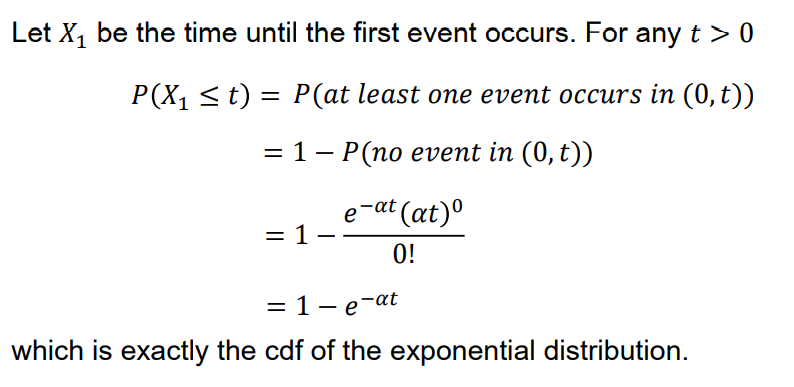 Let X₁ be the time until the first event occurs. For any t > 0
P(X₁ ≤ t) = P(at least one event occurs in (0, t))
= 1 − P(no event in (0, t))
= 1 − e^{−αt}(αt)⁰ / 0!
= 1 − e^{−αt}
which is exactly the cdf of the exponential distribution.